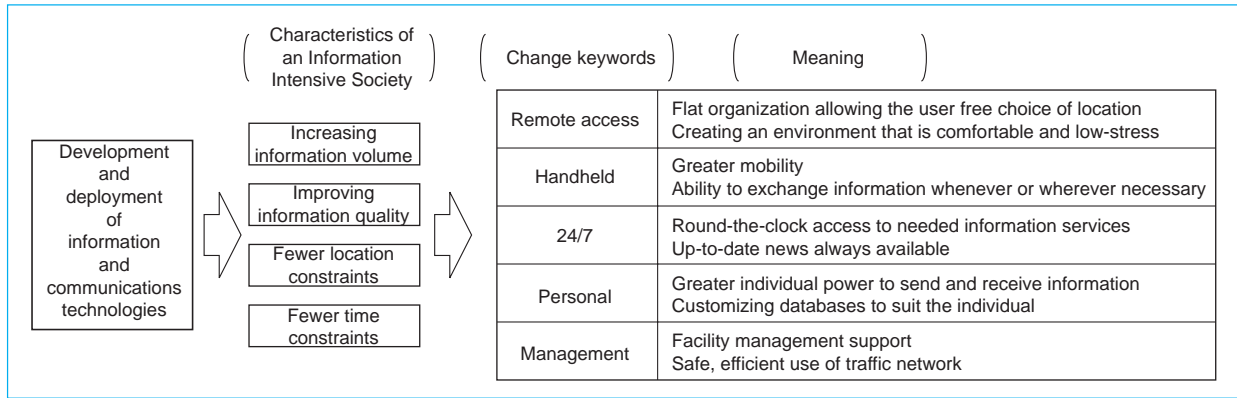 Characteristics of
an Information
Intensive Society
Change keywords
Meaning
Development
and
deployment
of
information
and
communications
technologies
Increasing
information volume
Improving
information quality
Fewer location
constraints
Fewer time
constraints
Remote access
Flat organization allowing the user free choice of location
Creating an environment that is comfortable and low-stress
Handheld
Greater mobility
Ability to exchange information whenever or wherever necessary
24/7
Round-the-clock access to needed information services
Up-to-date news always available
Personal
Greater individual power to send and receive information
Customizing databases to suit the individual
Management
Facility management support
Safe, efficient use of traffic network